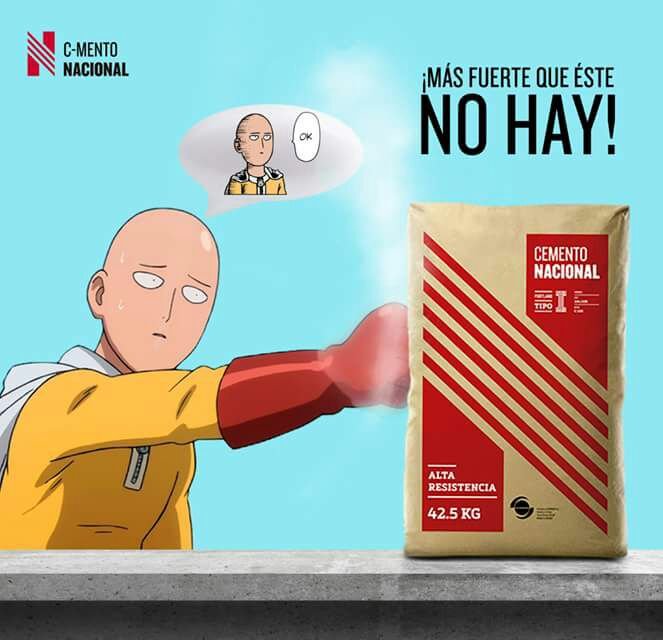 C-MENTO
NACIONAL
¡MÁS FUERTE QUE ÉSTE
NO HAY!
OK
CEMENTO
NACIONAL
PORTLAND
TIPO I
ALTA
RESISTENCIA
42.5 KG